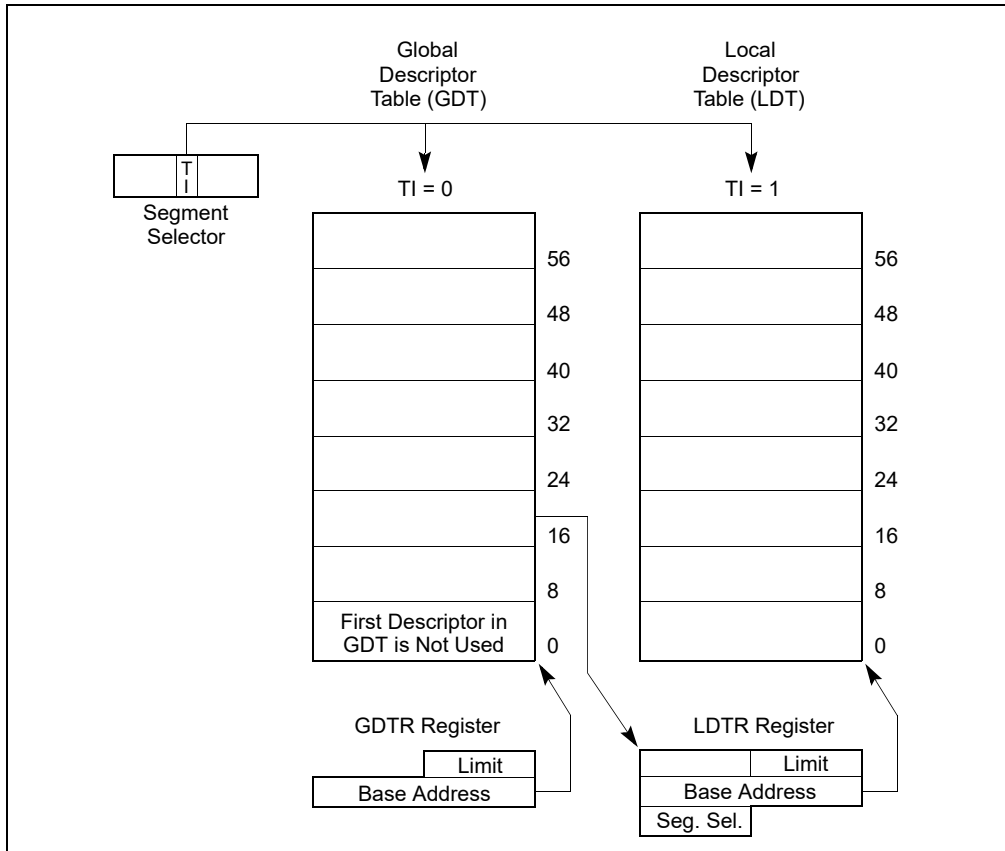 Global
Descriptor
Table (GDT)
Local
Descriptor
Table (LDT)
T
I
Segment
Selector
TI = 0
TI = 1
56
48
40
32
24
16
8
0
First Descriptor in
GDT is Not Used
56
48
40
32
24
16
8
0
GDTR Register
Limit
Base Address
LDTR Register
Limit
Base Address
Seg. Sel.